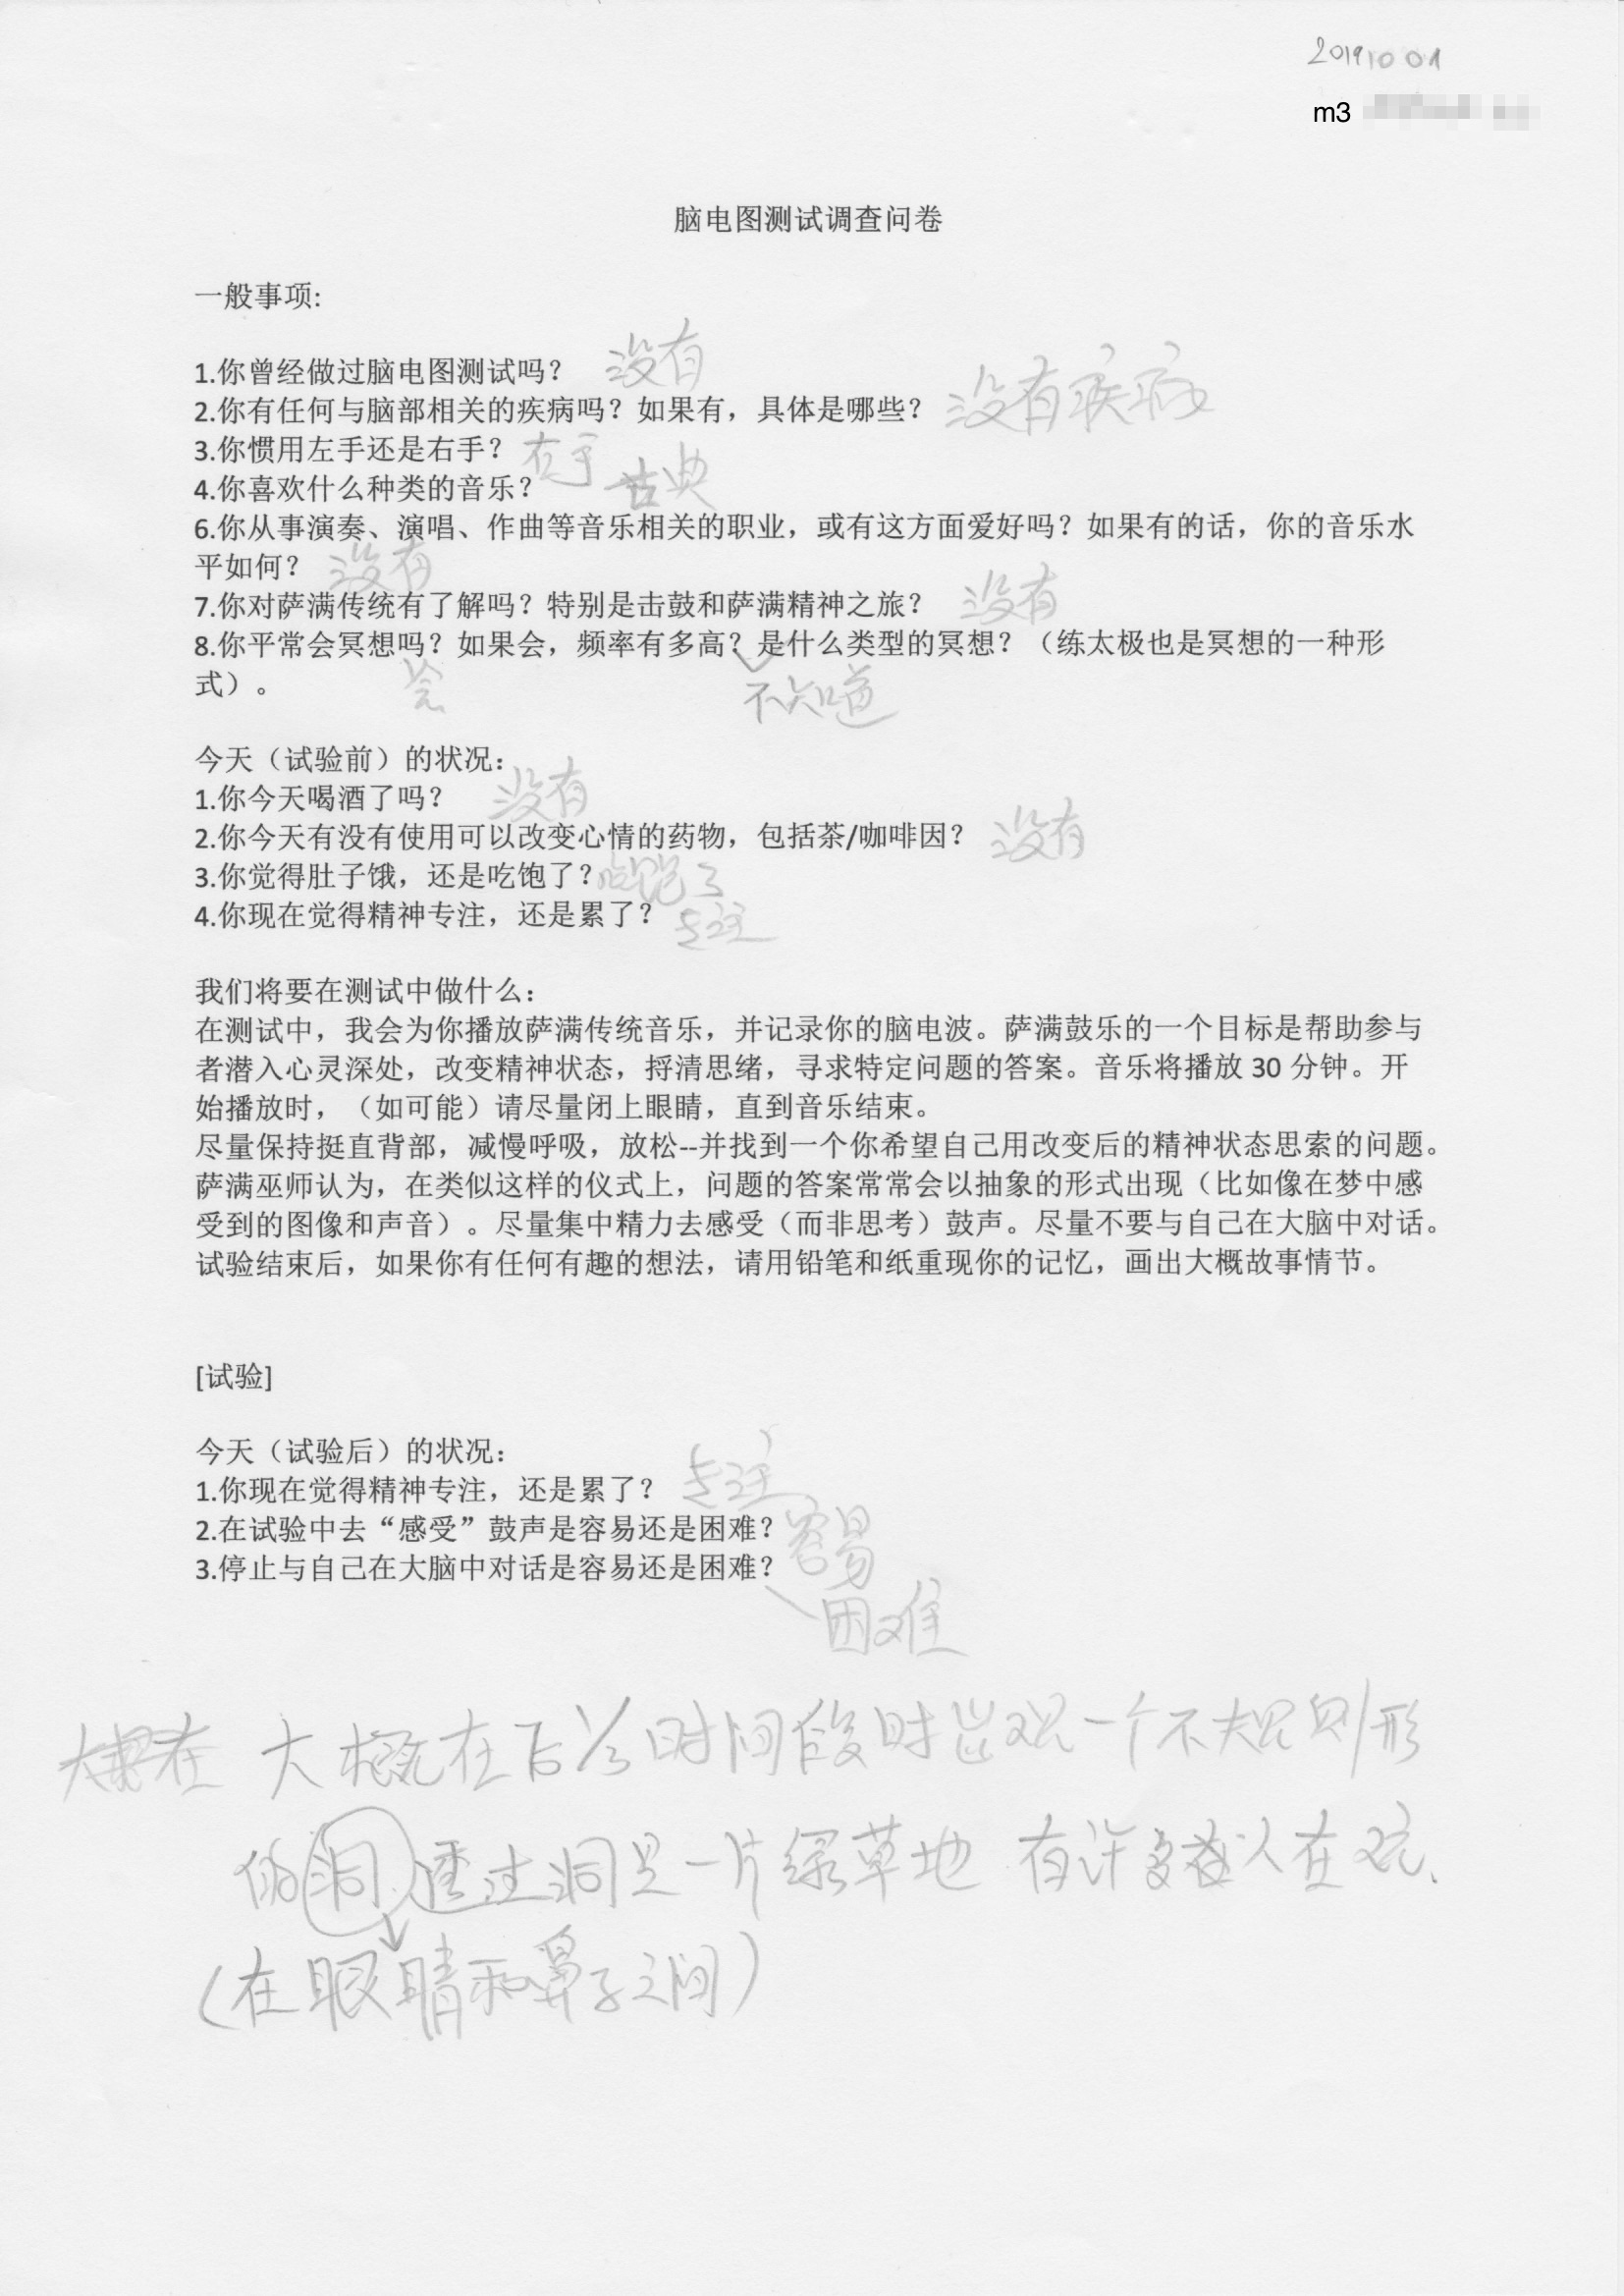 20191001
m3
脑电图测试调查问卷
一般事项:
1.你曾经做过脑电图测试吗？ 没有
2.你有任何与脑部相关的疾病吗？如果有，具体是哪些？ 没有疾病
3.你惯用左手还是右手？ 右手
4.你喜欢什么种类的音乐？ 古典
6.你从事演奏、演唱、作曲等音乐相关的职业，或有这方面爱好吗？如果有的话，你的音乐水
平如何？ 没有
7.你对萨满传统有了解吗？特别是击鼓和萨满精神之旅？ 没有
8.你平常会冥想吗？如果会，频率有多高？是什么类型的冥想？（练太极也是冥想的一种形
式）。 会 不知道
今天（试验前）的状况：
1.你今天喝酒了吗？ 没有
2.你今天有没有使用可以改变心情的药物，包括茶/咖啡因？ 没有
3.你觉得肚子饿，还是吃饱了？ 吃饱了
4.你现在觉得精神专注，还是累了？ 专注
我们将要在测试中做什么：
在测试中，我会为你播放萨满传统音乐，并记录你的脑电波。萨满鼓乐的一个目标是帮助参与
者潜入心灵深处，改变精神状态，捋清思绪，寻求特定问题的答案。音乐将播放 30 分钟。开
始播放时，（如可能）请尽量闭上眼睛，直到音乐结束。
尽量保持挺直背部，减慢呼吸，放松--并找到一个你希望自己用改变后的精神状态思索的问题。
萨满巫师认为，在类似这样的仪式上，问题的答案常常会以抽象的形式出现（比如像在梦中感
受到的图像和声音）。尽量集中精力去感受（而非思考）鼓声。尽量不要与自己在大脑中对话。
试验结束后，如果你有任何有趣的想法，请用铅笔和纸重现你的记忆，画出大概故事情节。
[试验]
今天（试验后）的状况：
1.你现在觉得精神专注，还是累了？ 专注
2.在试验中去“感受”鼓声是容易还是困难？ 容易
3.停止与自己在大脑中对话是容易还是困难？
困难
大概在后 时间段时出现一个不规则形
的洞 透过洞是一片绿草地 有许多 人在玩、
（在眼睛和鼻子之间）